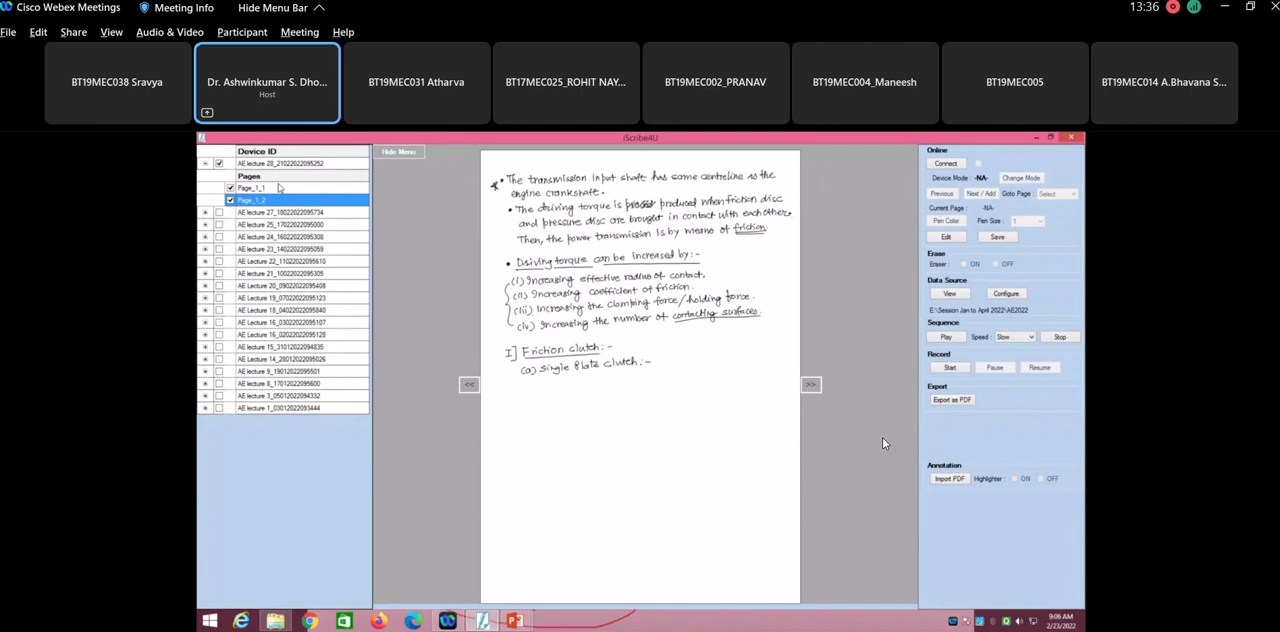 Cisco Webex Meetings
Meeting Info
Hide Menu Bar
13:36
File Edit Share View Audio & Video Participant Meeting Help
BT19MEC038 Sravya
Dr. Ashwinkumar S. Dho...
Host
BT19MEC031 Atharva
BT17MEC025_ROHIT NAY...
BT19MEC002_PRANAV
BT19MEC004_Maneesh
BT19MEC005
BT19MEC014 A.Bhavana S...
iScribe4U
Device ID
AE lecture 28_21022022095252
Pages
Page_1_1
Page_1_2
AE lecture 27_18022022095734
AE lecture 25_17022022095000
AE lecture 24_16022022095308
AE lecture 23_14022022095059
AE Lecture 22_11022022095610
AE lecture 21_10022022095305
AE Lecture 20_09022022095408
AE Lecture 19_07022022095123
AE lecture 18_04022022095840
AE Lecture 16_03022022095107
AE Lecture 16_02022022095128
AE lecture 15_31012022094835
AE Lecture 14_28012022095026
AE lecture 9_19012022095501
AE lecture 8_17012022095600
AE lecture 3_05012022094332
AE lecture 1_03012022093444
Hide Menu
• The transmission input shaft has same centreline as the
engine crankshaft.
• The driving torque is produced when friction disc
and pressure disc are brought in contact with each other.
Then, the power transmission is by means of friction
• Driving torque can be increased by:-
(i) Increasing effective radius of contact.
(ii) Increasing coefficient of friction.
(iii) Increasing the clamping force/holding force.
(iv) Increasing the number of contacting surfaces.
I] Friction clutch:-
(a) Single Plate clutch:-
<<
>>
Online
Connect
Device Mode : -NA- Change Mode
Previous Next / Add Goto Page : Select
Current Page : -NA-
Pen Color Pen Size : 1
Edit Save
Erase
Eraser : ON OFF
Data Source
View Configure
E:\Session Jan to April 2022\AE2022
Sequence
Play Speed : Slow Stop
Record
Start Pause Resume
Export
Export as PDF
Annotation
Import PDF Highlighter : ON OFF
9:06 AM
2/23/2022